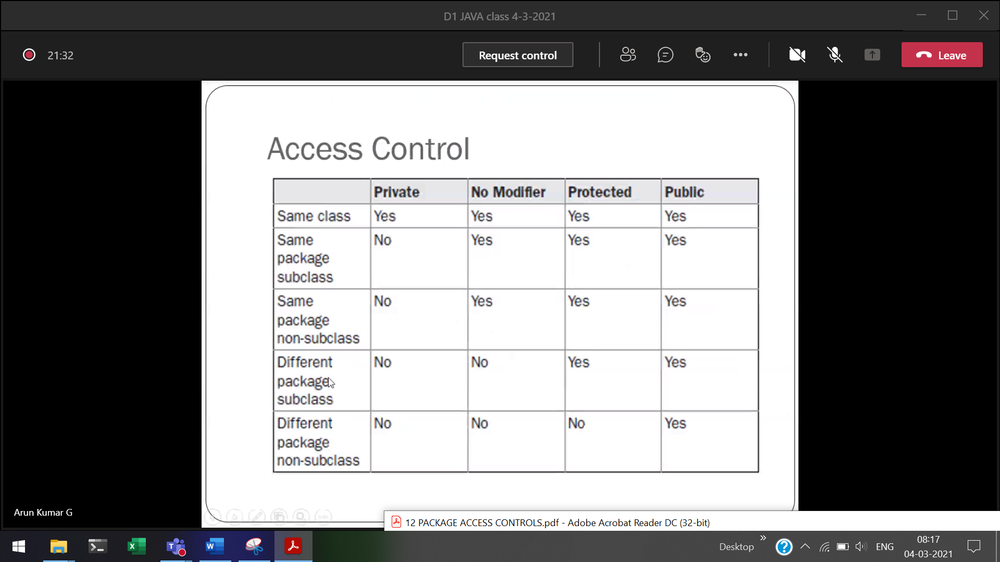 D1 JAVA class 4-3-2021
21:32
Request control
Leave
Access Control
Private No Modifier Protected Public
Same class Yes Yes Yes Yes
Same No Yes Yes Yes
package
subclass
Same No Yes Yes Yes
package
non-subclass
Different No No Yes Yes
package
subclass
Different No No No Yes
package
non-subclass
Arun Kumar G
12 PACKAGE ACCESS CONTROLS.pdf - Adobe Acrobat Reader DC (32-bit)
Desktop
ENG
08:17
04-03-2021